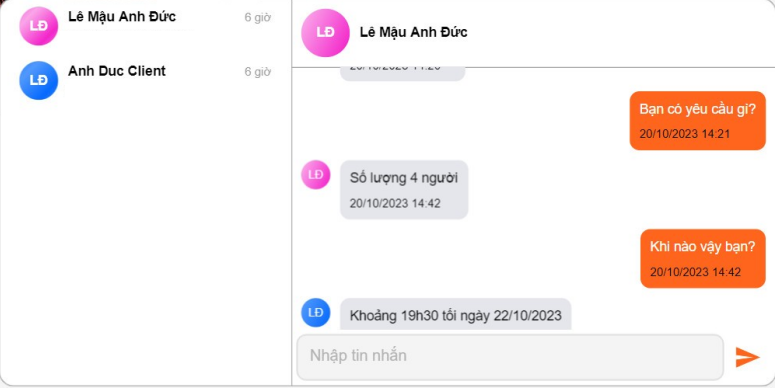 LĐ
Lê Mậu Anh Đức
6 giờ
LĐ
Anh Duc Client
6 giờ
LĐ
Lê Mậu Anh Đức
Bạn có yêu cầu gì?
20/10/2023 14:21
LĐ
Số lượng 4 người
20/10/2023 14:42
Khi nào vậy bạn?
20/10/2023 14:42
LĐ
Khoảng 19h30 tối ngày 22/10/2023
Nhập tin nhắn